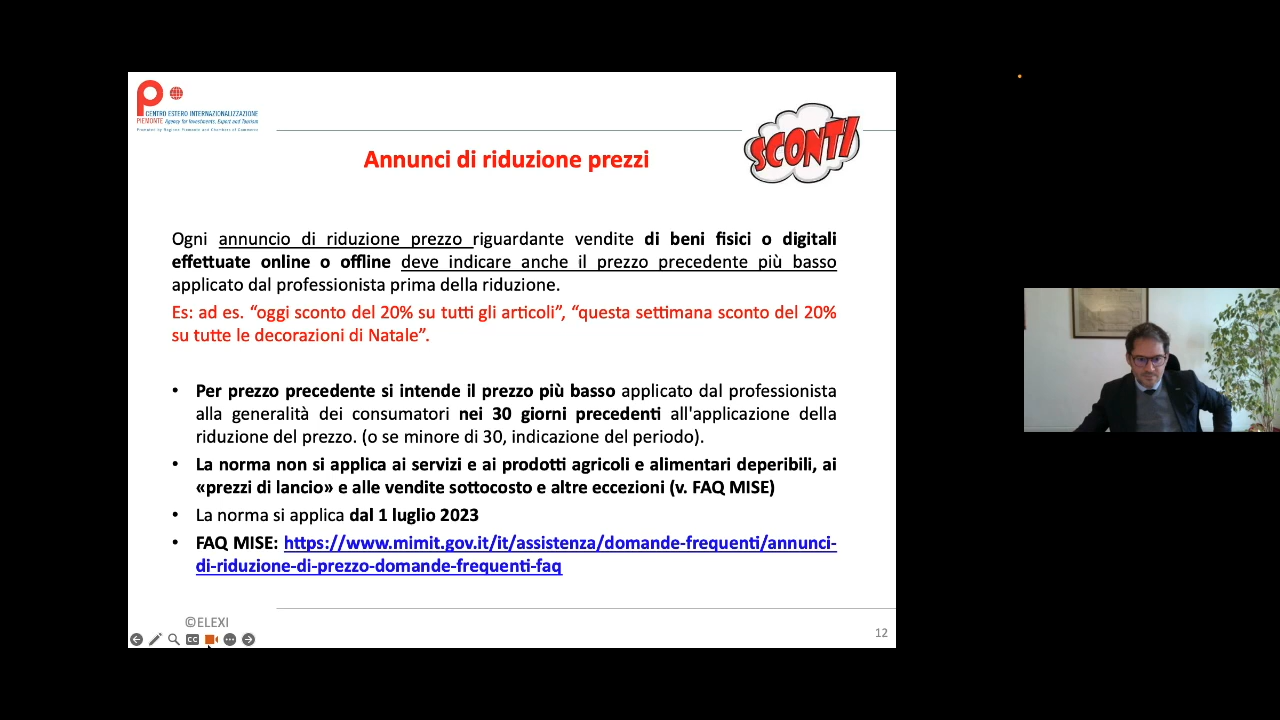 CENTRO ESTERO INTERNAZIONALIZZAZIONE
PIEMONTE Agency for Investments, Export and Tourism
Promoted by Regione Piemonte and Chambers of Commerce
SCONTI
Annunci di riduzione prezzi
Ogni annuncio di riduzione prezzo riguardante vendite di beni fisici o digitali
effettuate online o offline deve indicare anche il prezzo precedente più basso
applicato dal professionista prima della riduzione.
Es: ad es. “oggi sconto del 20% su tutti gli articoli”, “questa settimana sconto del 20%
su tutte le decorazioni di Natale”.
• Per prezzo precedente si intende il prezzo più basso applicato dal professionista
alla generalità dei consumatori nei 30 giorni precedenti all'applicazione della
riduzione del prezzo. (o se minore di 30, indicazione del periodo).
• La norma non si applica ai servizi e ai prodotti agricoli e alimentari deperibili, ai
«prezzi di lancio» e alle vendite sottocosto e altre eccezioni (v. FAQ MISE)
• La norma si applica dal 1 luglio 2023
• FAQ MISE: https://www.mimit.gov.it/it/assistenza/domande-frequenti/annunci-
di-riduzione-di-prezzo-domande-frequenti-faq
©ELEXI
12